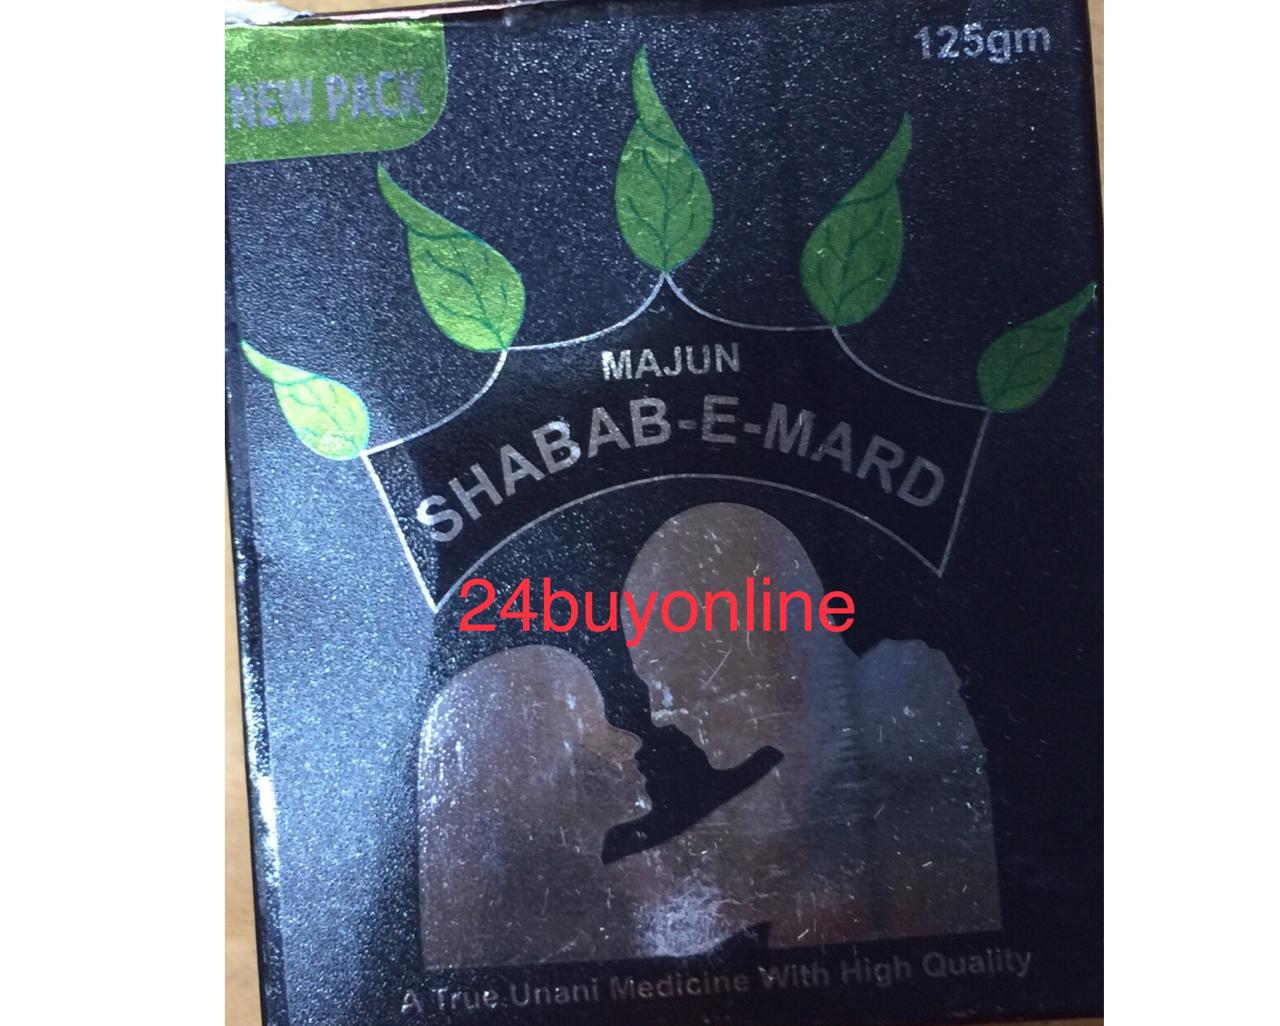 125gm
NEW PACK
MAJUN
SHABAB-E-MARD
24buyonline
A True Unani Medicine With High Quality